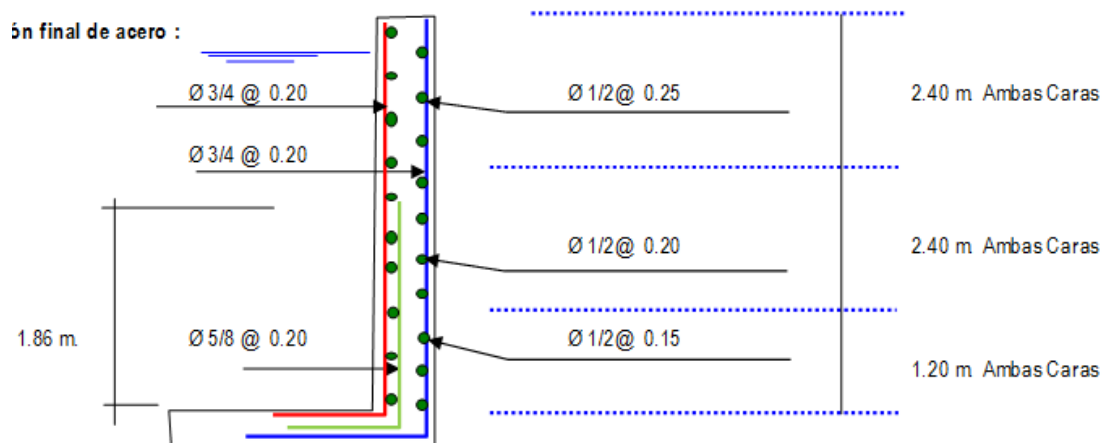 ón final de acero :
Ø 3/4 @ 0.20
Ø 1/2@ 0.25
2.40 m. Ambas Caras
Ø 3/4 @ 0.20
Ø 1/2@ 0.20
2.40 m. Ambas Caras
1.86 m.
Ø 5/8 @ 0.20
Ø 1/2@ 0.15
1.20 m. Ambas Caras